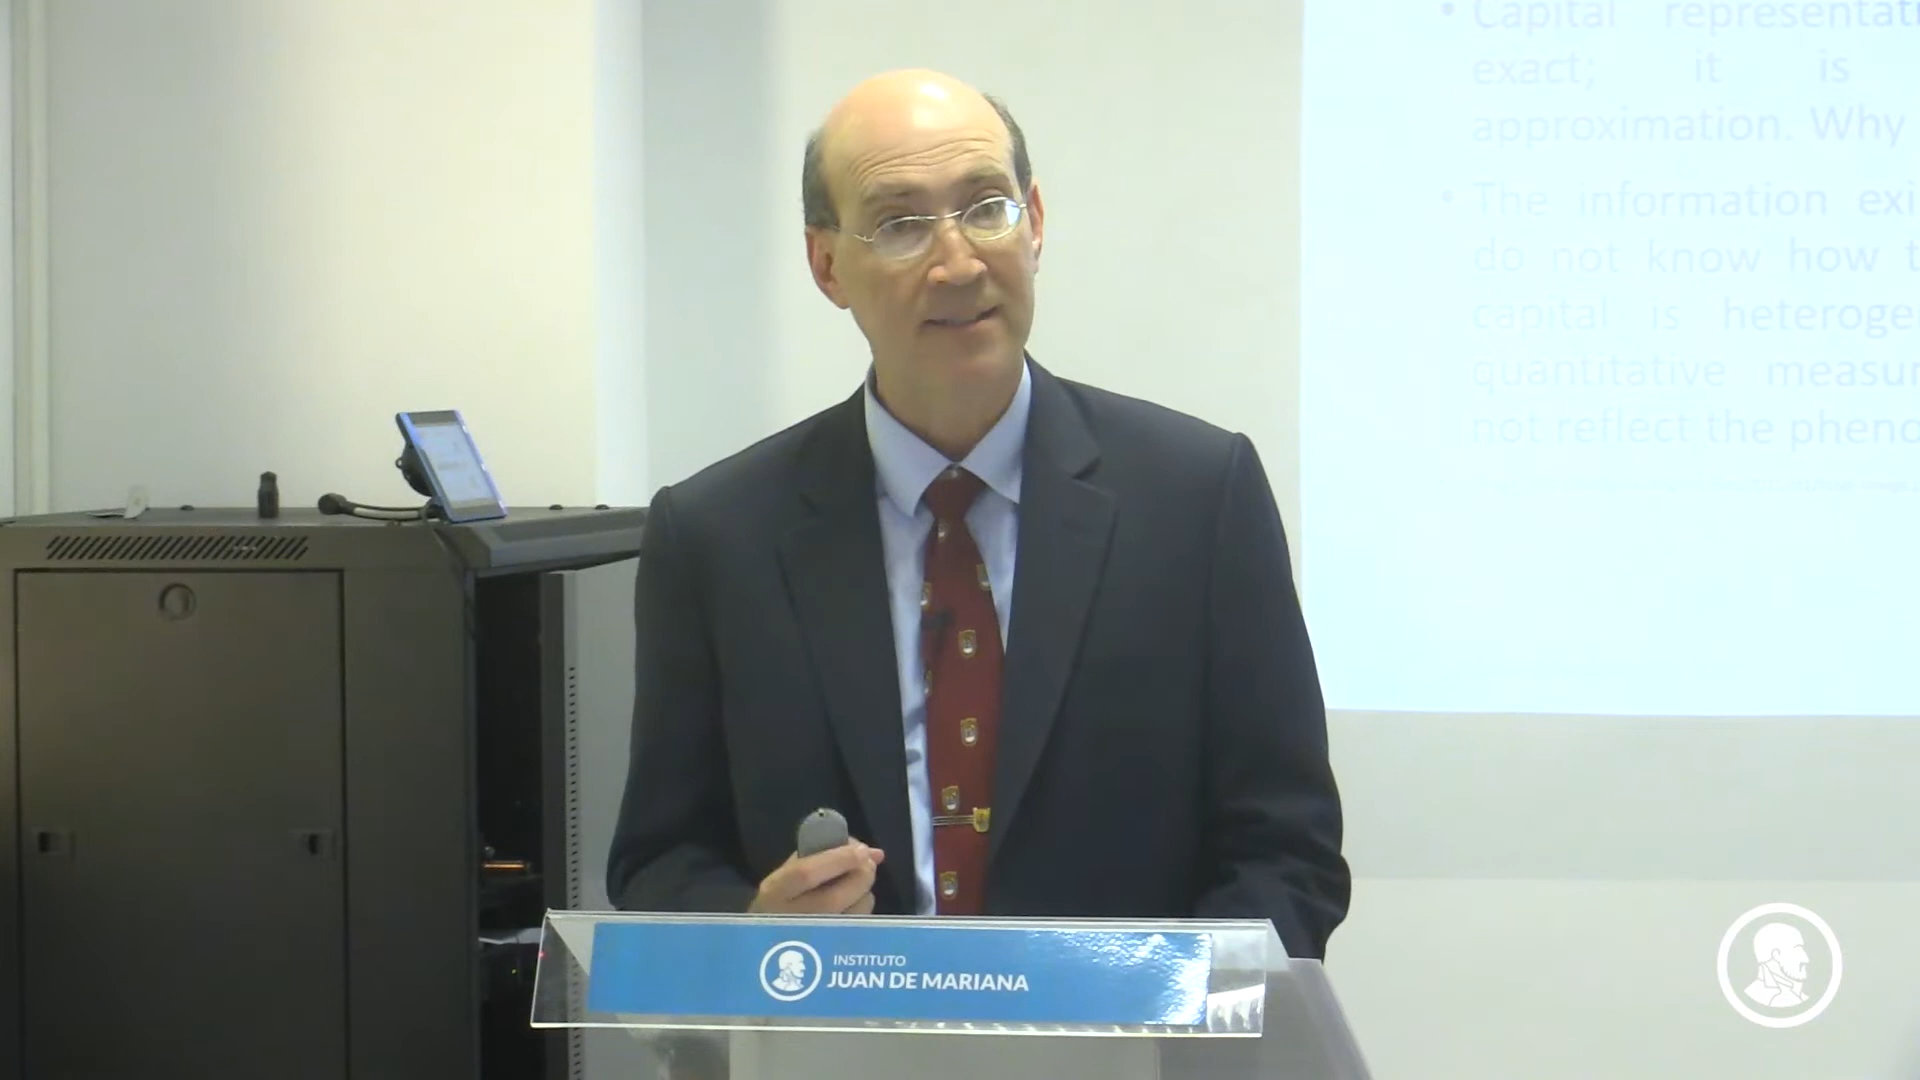 • Capital representati
exact; it is
approximation. Why
• The information exi
do not know how t
capital is heteroge
quantitative measur
not reflect the pheno
INSTITUTO
JUAN DE MARIANA